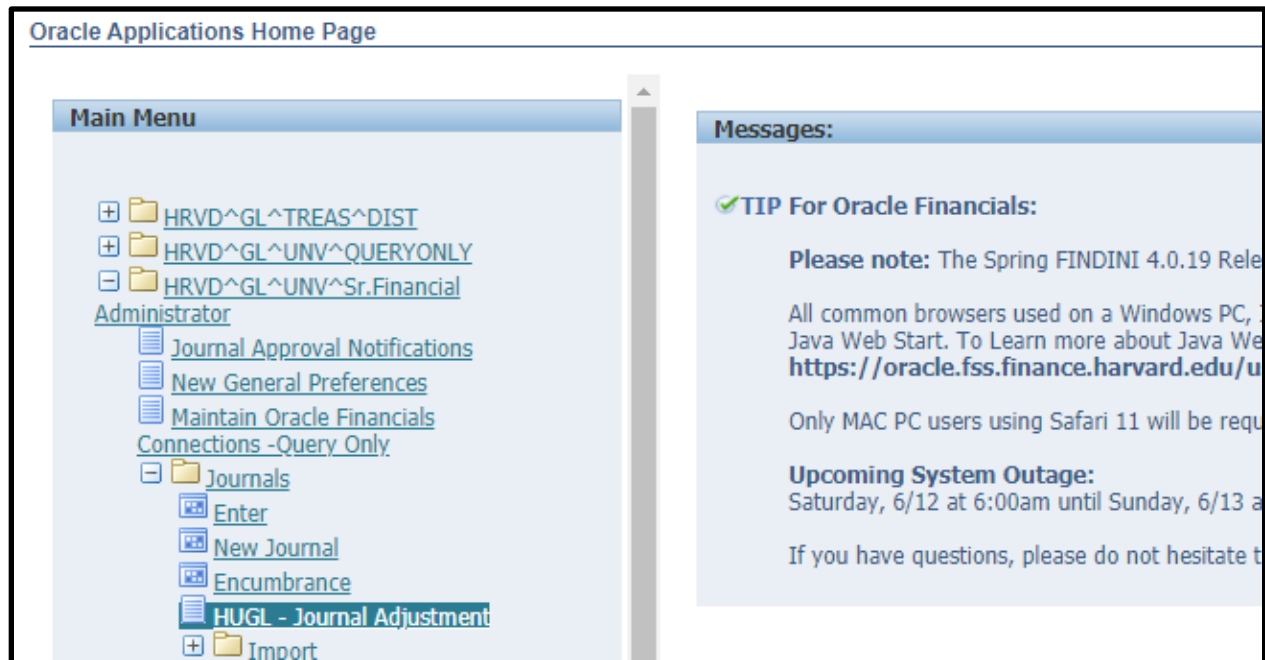 Oracle Applications Home Page
Main Menu
HRVD^GL^TREAS^DIST
HRVD^GL^UNV^QUERYONLY
HRVD^GL^UNV^Sr.Financial
Administrator
Journal Approval Notifications
New General Preferences
Maintain Oracle Financials
Connections -Query Only
Journals
Enter
New Journal
Encumbrance
HUGL - Journal Adjustment
Import
Messages:
TIP For Oracle Financials:
Please note: The Spring FINDINI 4.0.19 Rele
All common browsers used on a Windows PC,
Java Web Start. To Learn more about Java We
https://oracle.fss.finance.harvard.edu/u
Only MAC PC users using Safari 11 will be requ
Upcoming System Outage:
Saturday, 6/12 at 6:00am until Sunday, 6/13 a
If you have questions, please do not hesitate t